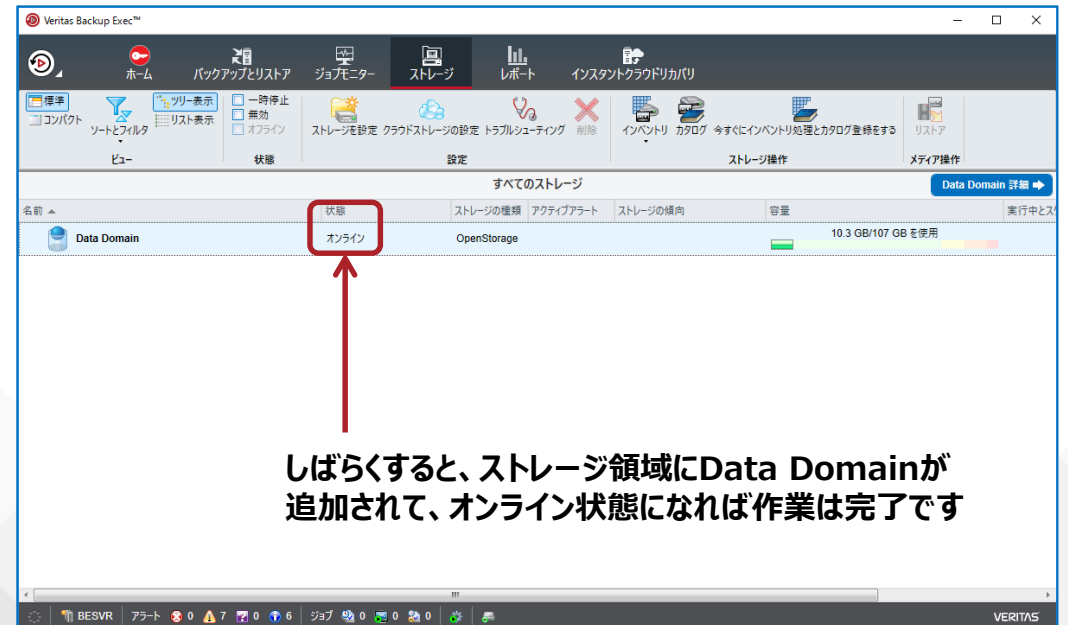 Veritas Backup Exec™
ホーム
バックアップとリストア
ジョブモニター
ストレージ
レポート
インスタントクラウドリカバリ
標準
コンパクト
ソートとフィルタ
ツリー表示
リスト表示
ビュー
一時停止
無効
オフライン
状態
ストレージを設定
クラウドストレージの設定
トラブルシューティング
削除
設定
インベントリ
カタログ
今すぐにインベントリ処理とカタログ登録をする
ストレージ操作
リストア
メディア操作
すべてのストレージ
Data Domain 詳細
名前
状態
ストレージの種類
アクティブアラート
ストレージの傾向
容量
実行中とス
Data Domain
オンライン
OpenStorage
10.3 GB/107 GB を使用
しばらくすると、ストレージ領域にData Domainが
追加されて、オンライン状態になれば作業は完了です
BESVR アラート 0 7 0 6 ジョブ 0 0 0
VERITAS